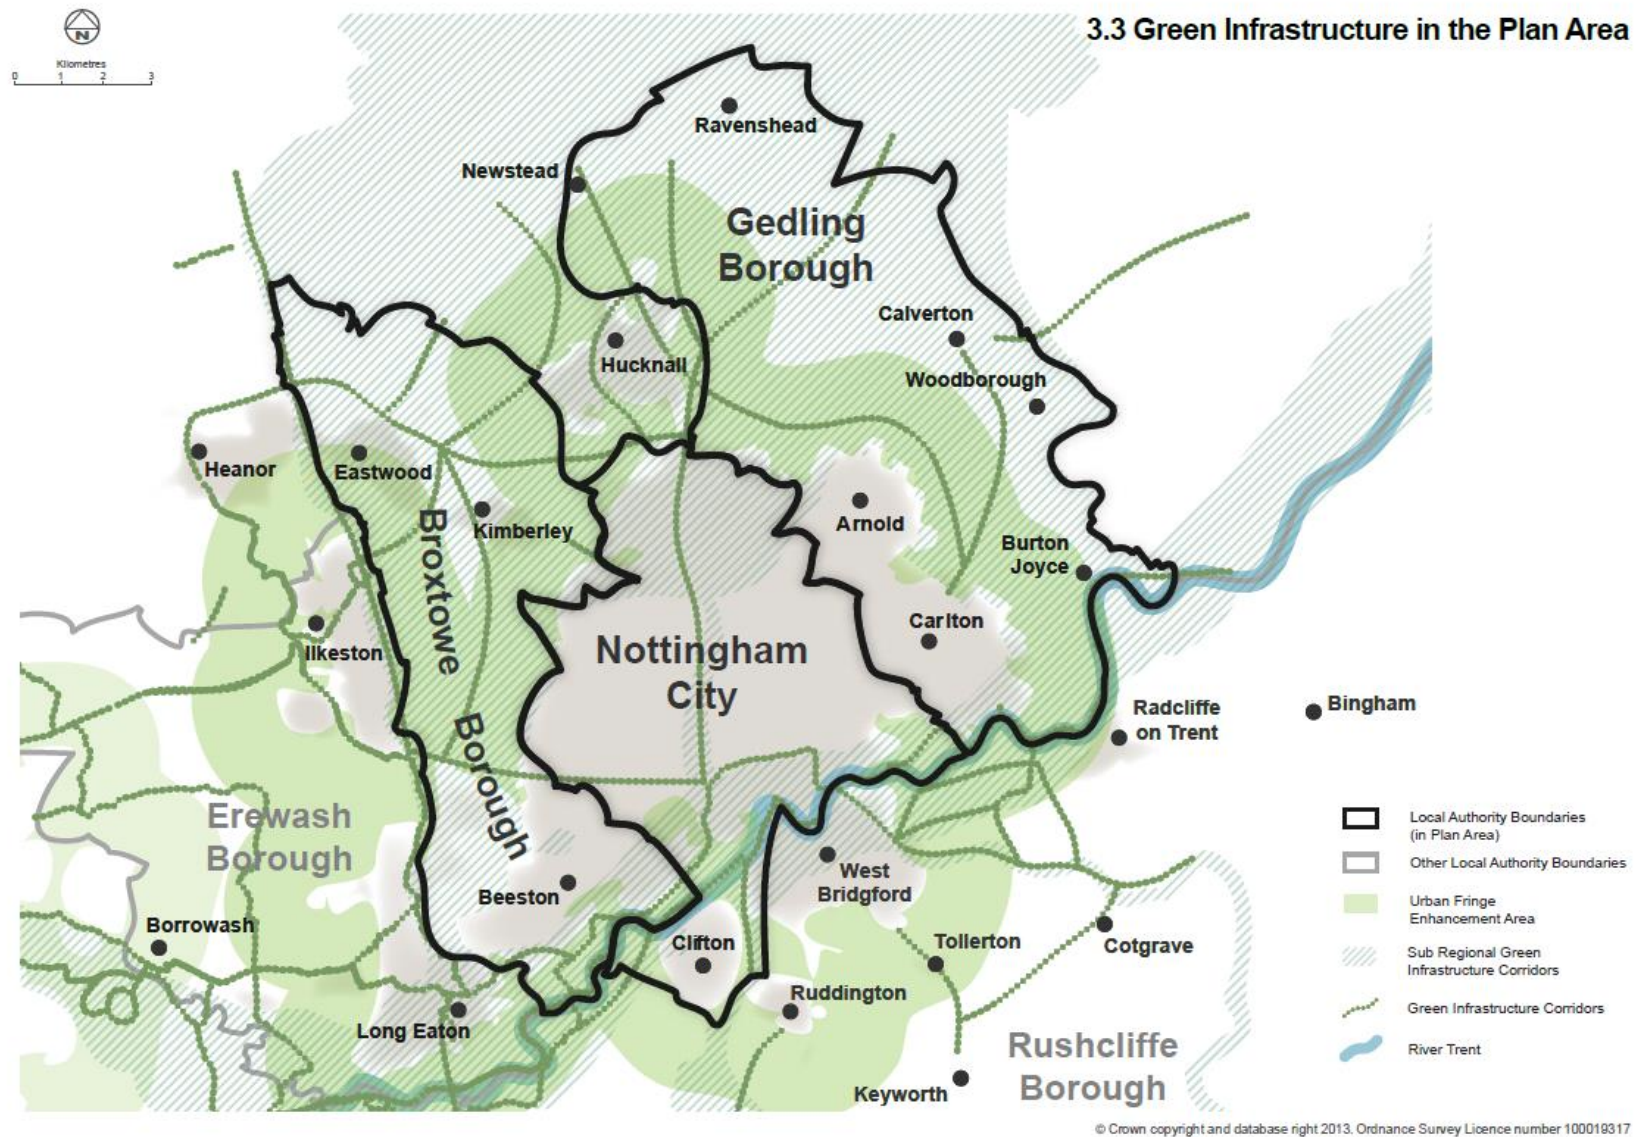 3.3 Green Infrastructure in the Plan Area
N
Kilometres
0 1 2 3
Ravenshead
Newstead
Gedling
Borough
Calverton
Hucknall
Woodborough
Heanor
Eastwood
Kimberley
Arnold
Burton
Joyce
Broxtowe
Borough
Ilkeston
Carlton
Nottingham
City
Radcliffe
on Trent
Bingham
Erewash
Borough
West
Bridgford
Beeston
Borrowash
Clifton
Tollerton
Cotgrave
Ruddington
Long Eaton
Rushcliffe
Borough
Keyworth
Local Authority Boundaries
(in Plan Area)
Other Local Authority Boundaries
Urban Fringe
Enhancement Area
Sub Regional Green
Infrastructure Corridors
Green Infrastructure Corridors
River Trent
© Crown copyright and database right 2013. Ordnance Survey Licence number 100019317